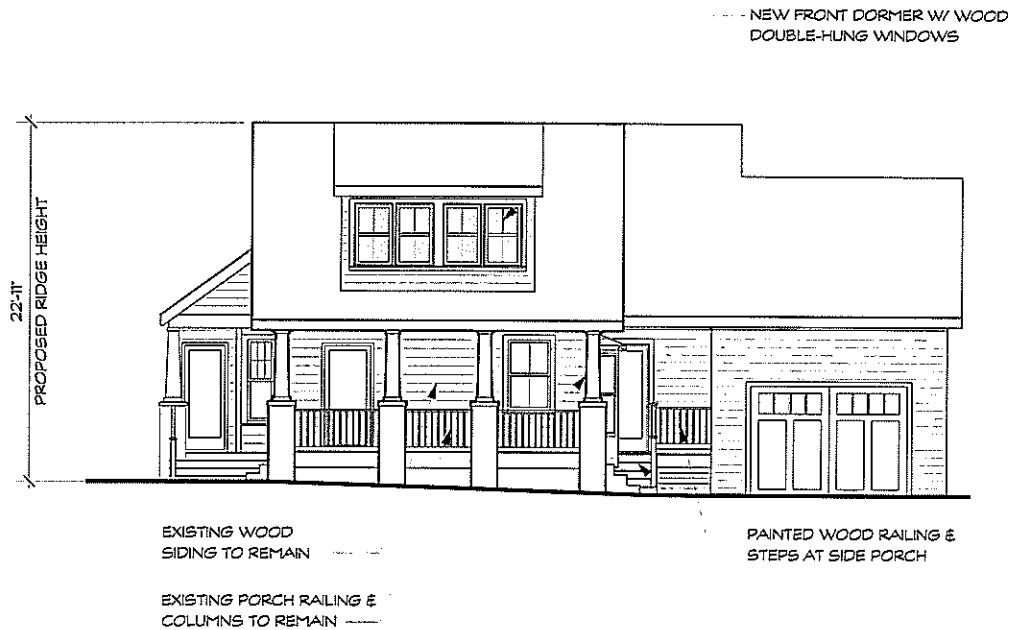 NEW FRONT DORMER W/ WOOD
DOUBLE-HUNG WINDOWS
22'-11"
PROPOSED RIDGE HEIGHT
EXISTING WOOD
SIDING TO REMAIN
PAINTED WOOD RAILING &
STEPS AT SIDE PORCH
EXISTING PORCH RAILING &
COLUMNS TO REMAIN